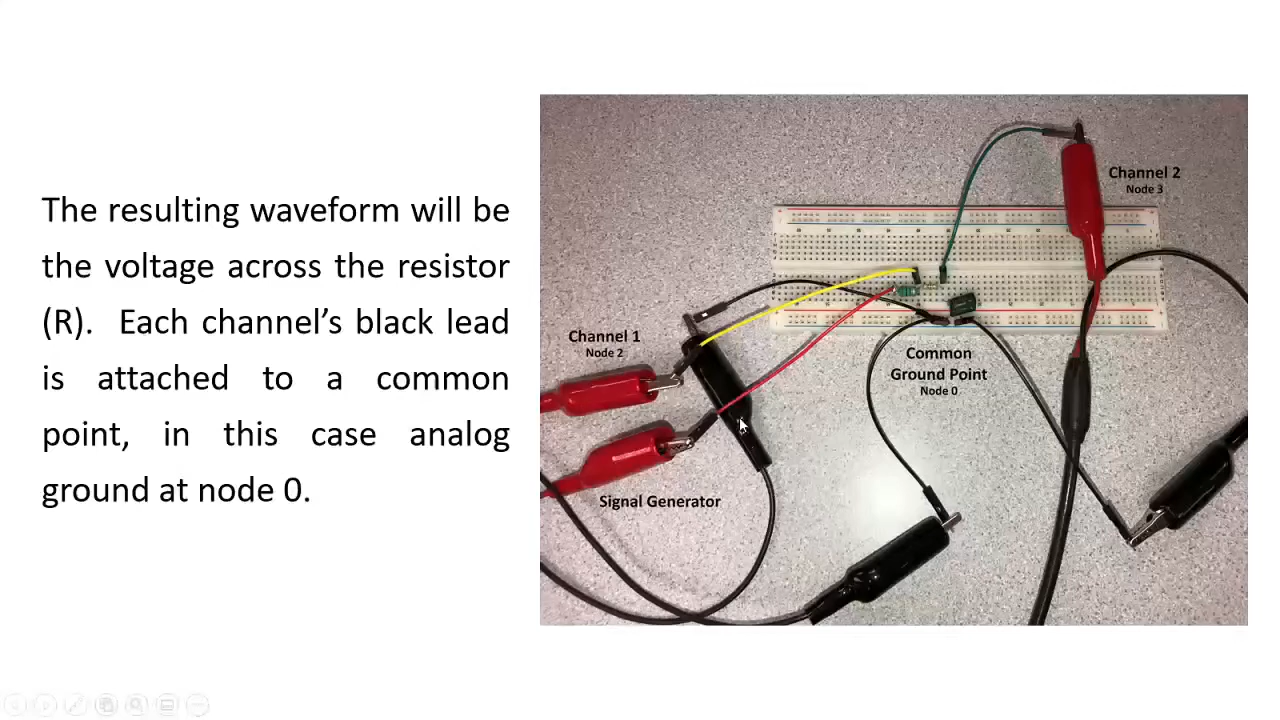 The resulting waveform will be
the voltage across the resistor
(R).  Each channel’s black lead
is attached to a common
point, in this case analog
ground at node 0.
Channel 2
Node 3
Channel 1
Node 2
Common
Ground Point
Node 0
Signal Generator